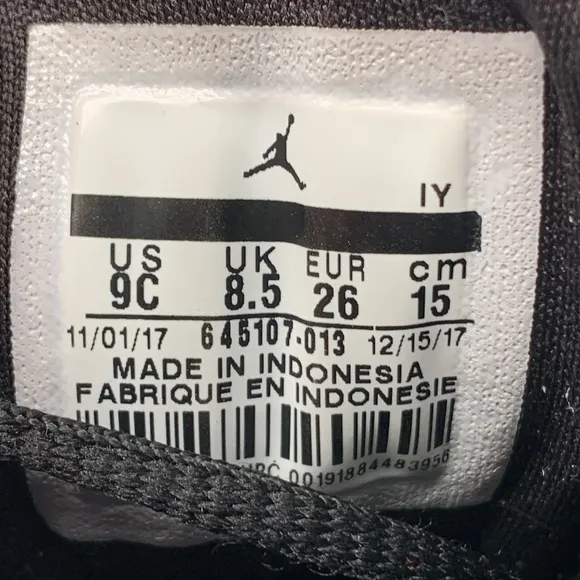 IY
US UK EUR cm
9C 8.5 26 15
11/01/17 645107-013 12/15/17
MADE IN INDONESIA
FABRIQUE EN INDONESIE
00191884483956